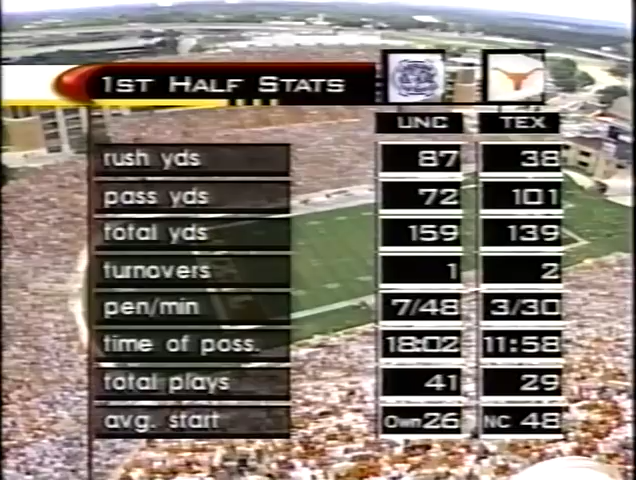 1ST HALF STATS
UNC TEX
rush yds 87 38
pass yds 72 101
total yds 159 139
turnovers 1 2
pen/min 7/48 3/30
time of poss. 18:02 11:58
total plays 41 29
avg. start Own 26 NC 48